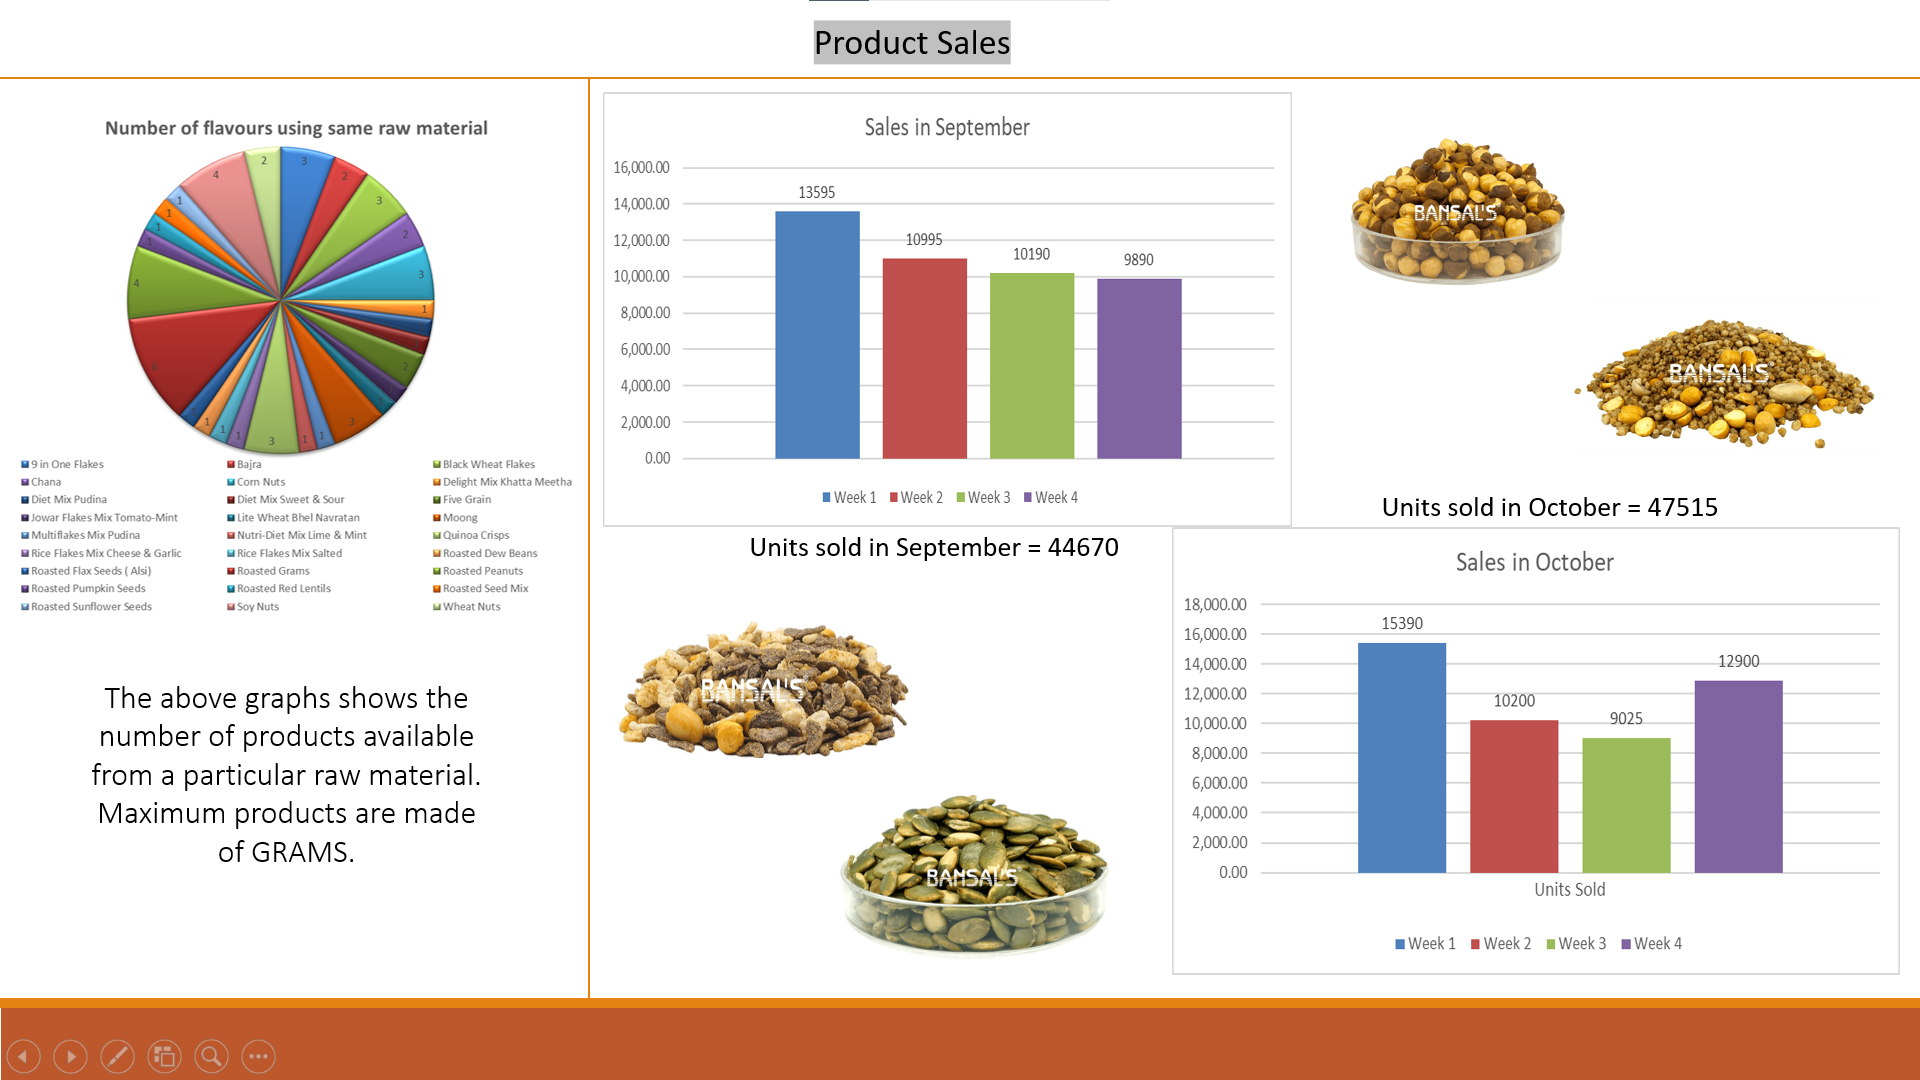 Product Sales
Number of flavours using same raw material
2
3
4
2
1
3
1
2
1
1
3
4
1
2
3
1
1
1
1
3
1
1
9 in One Flakes
Bajra
Black Wheat Flakes
Chana
Corn Nuts
Delight Mix Khatta Meetha
Diet Mix Pudina
Diet Mix Sweet & Sour
Five Grain
Jowar Flakes Mix Tomato-Mint
Lite Wheat Bhel Navratan
Moong
Multiflakes Mix Pudina
Nutri-Diet Mix Lime & Mint
Quinoa Crisps
Rice Flakes Mix Cheese & Garlic
Rice Flakes Mix Salted
Roasted Dew Beans
Roasted Flax Seeds ( Alsi)
Roasted Grams
Roasted Peanuts
Roasted Pumpkin Seeds
Roasted Red Lentils
Roasted Seed Mix
Roasted Sunflower Seeds
Soy Nuts
Wheat Nuts
The above graphs shows the
number of products available
from a particular raw material.
Maximum products are made
of GRAMS.
Sales in September
16,000.00
14,000.00
12,000.00
10,000.00
8,000.00
6,000.00
4,000.00
2,000.00
0.00
13595
10995
10190
9890
Week 1 Week 2 Week 3 Week 4
Units sold in September = 44670
BANSAL'S
BANSAL'S
BANSAL'S
BANSAL'S
Units sold in October = 47515
Sales in October
18,000.00
16,000.00
14,000.00
12,000.00
10,000.00
8,000.00
6,000.00
4,000.00
2,000.00
0.00
15390
10200
9025
12900
Units Sold
Week 1 Week 2 Week 3 Week 4